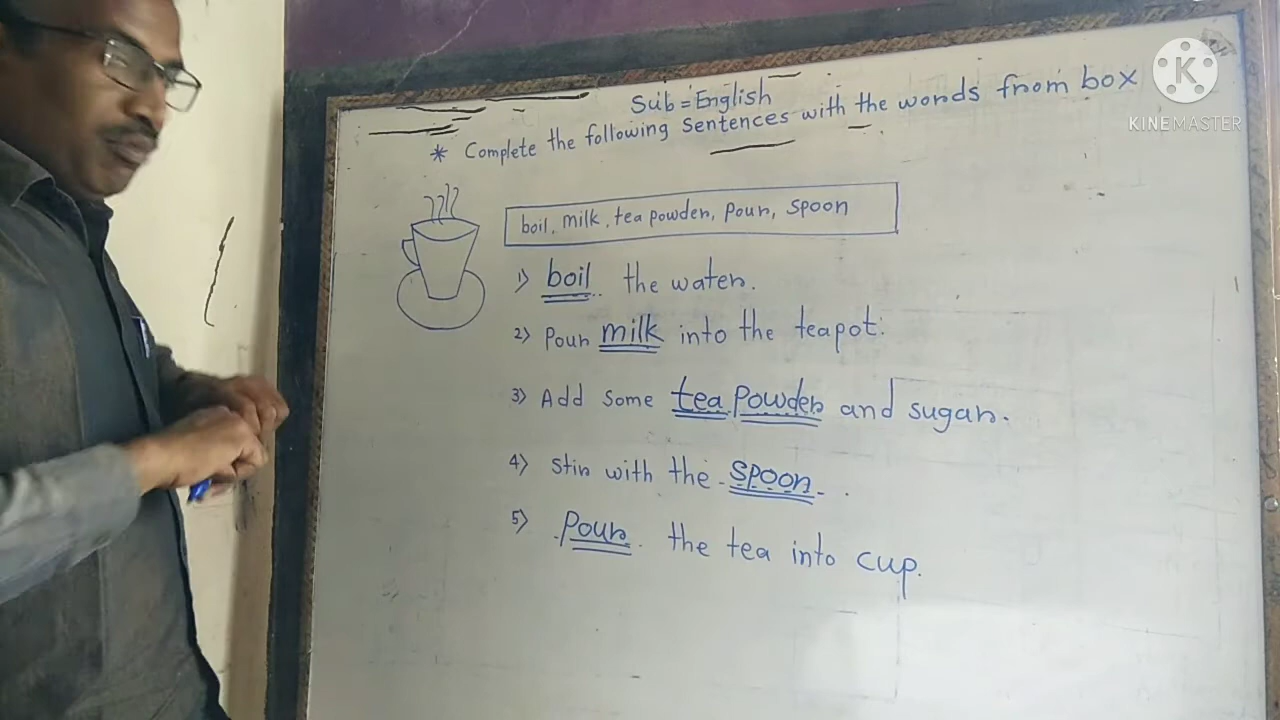 Sub = English
* Complete the following Sentences with the words from box
boil, milk, tea powder, Pour, Spoon
1) boil the water.
2) Pour milk into the teapot.
3) Add Some tea Powder and sugar.
4) Stir with the spoon.
5) Pour the tea into cup.
K
KINEMASTER